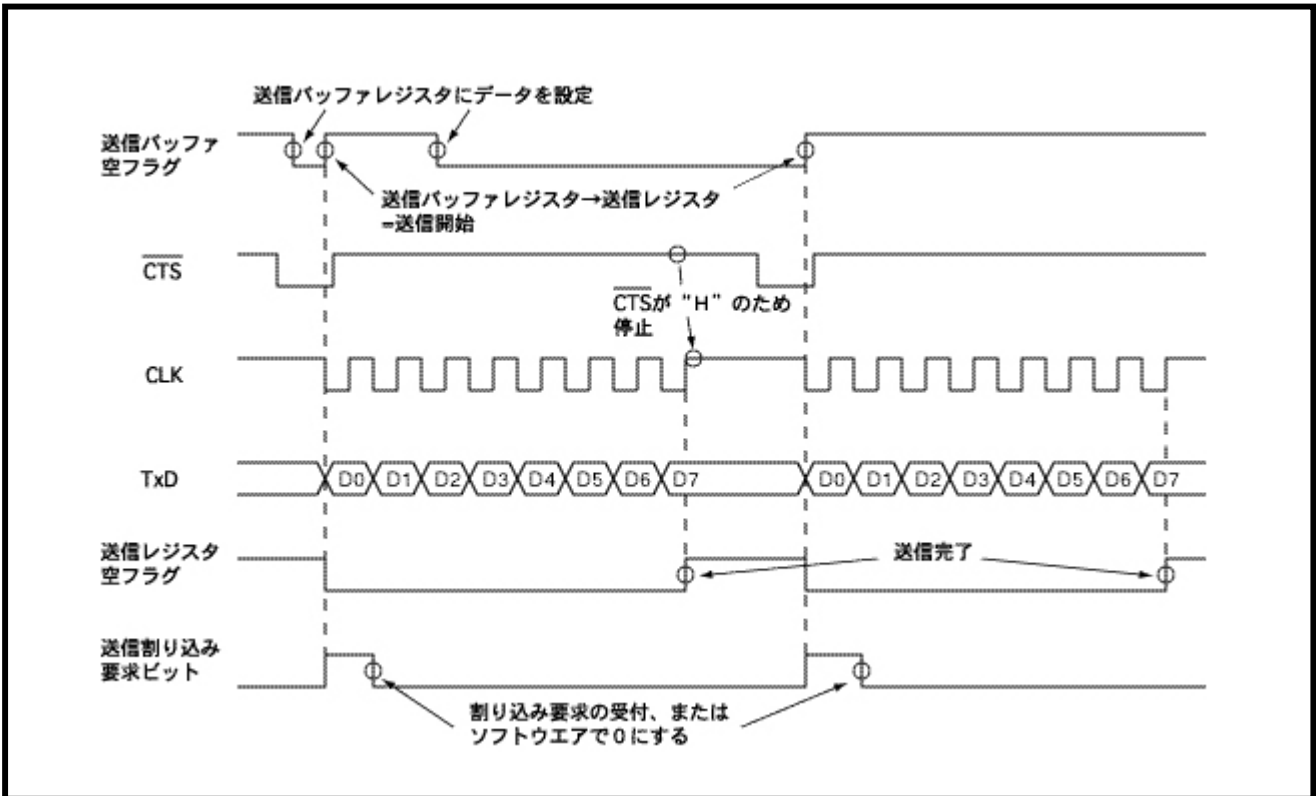 送信バッファレジスタにデータを設定
送信バッファ
空フラグ
送信バッファレジスタ→送信レジスタ
=送信開始
CTS
CTSが"H"のため
停止
CLK
TxD
D0 D1 D2 D3 D4 D5 D6 D7 D0 D1 D2 D3 D4 D5 D6 D7
送信レジスタ
空フラグ
送信完了
送信割り込み
要求ビット
割り込み要求の受付、または
ソフトウエアで0にする